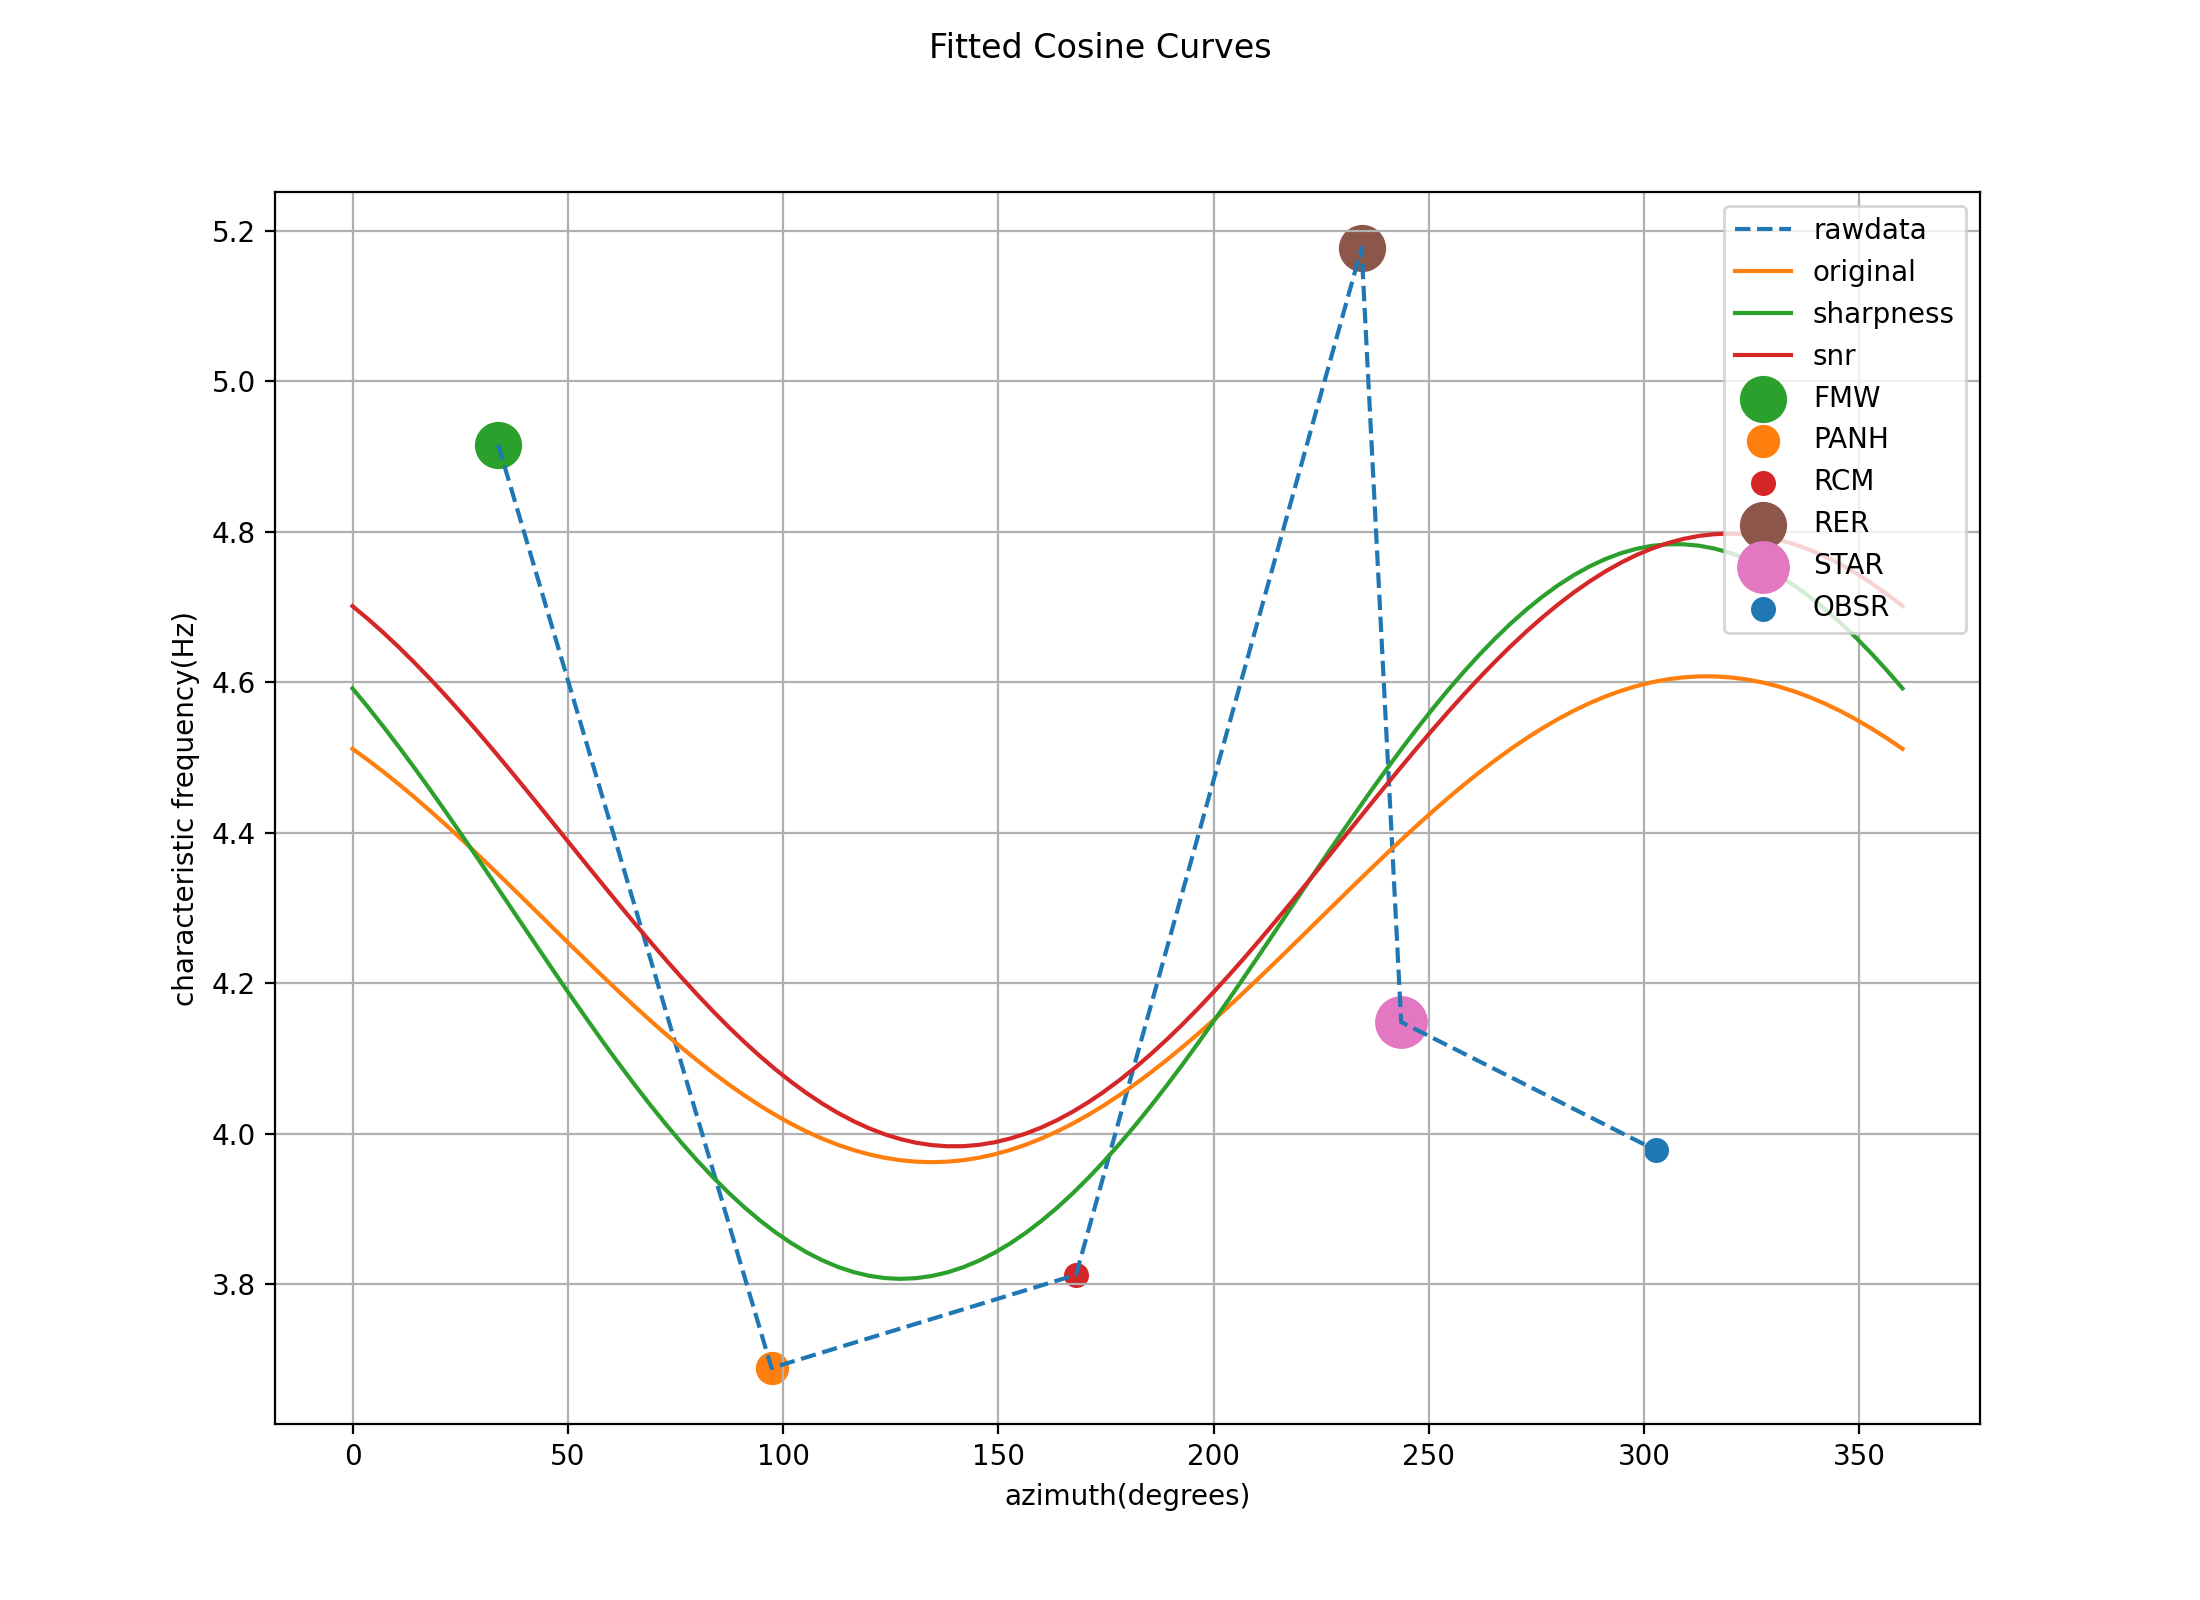 Fitted Cosine Curves
5.2
5.0
4.8
4.6
4.4
4.2
4.0
3.8
characteristic frequency(Hz)
rawdata
original
sharpness
snr
FMW
PANH
RCM
RER
STAR
OBSR
0 50 100 150 200 250 300 350
azimuth(degrees)